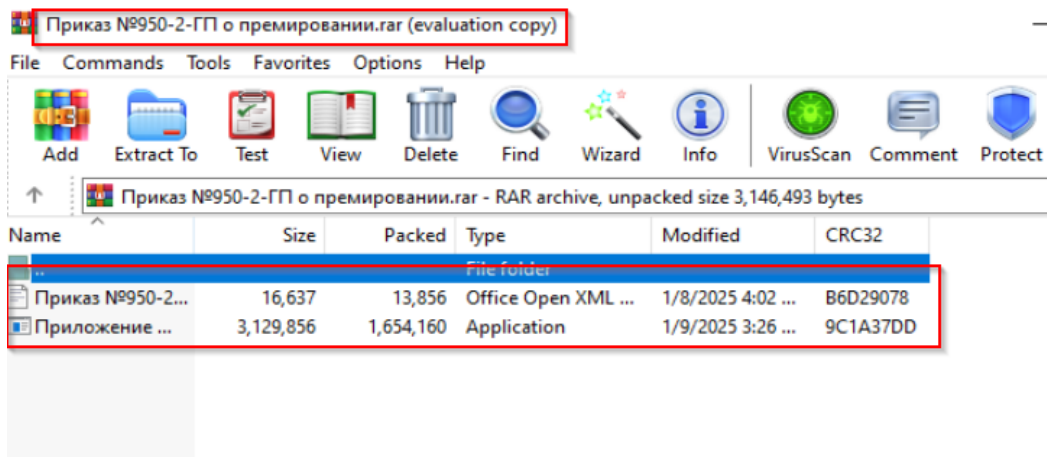 Приказ №950-2-ГП о премировании.rar (evaluation copy)
File Commands Tools Favorites Options Help
Add Extract To Test View Delete Find Wizard Info VirusScan Comment Protect
Приказ №950-2-ГП о премировании.rar - RAR archive, unpacked size 3,146,493 bytes
Name Size Packed Type Modified CRC32
.. File folder
Приказ №950-2... 16,637 13,856 Office Open XML ... 1/8/2025 4:02 ... B6D29078
Приложение ... 3,129,856 1,654,160 Application 1/9/2025 3:26 ... 9C1A37DD